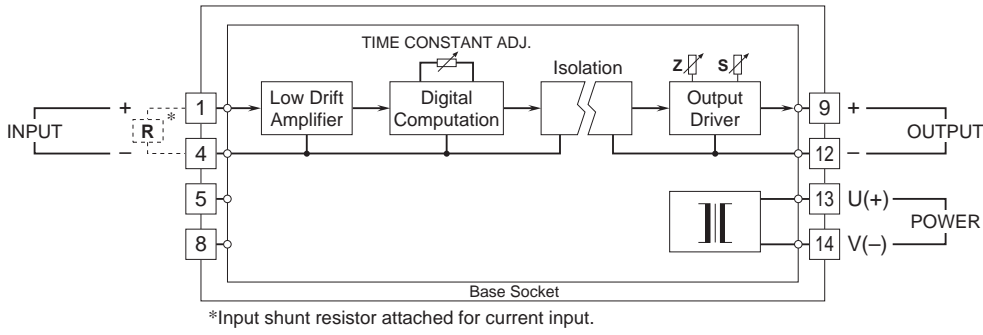 TIME CONSTANT ADJ.
Isolation
Z S
1 Low Drift Digital Output 9 +
Amplifier Computation Driver
INPUT + * R – OUTPUT
4 12 –
5 13 U(+)
POWER
8 14 V(–)
Base Socket
*Input shunt resistor attached for current input.